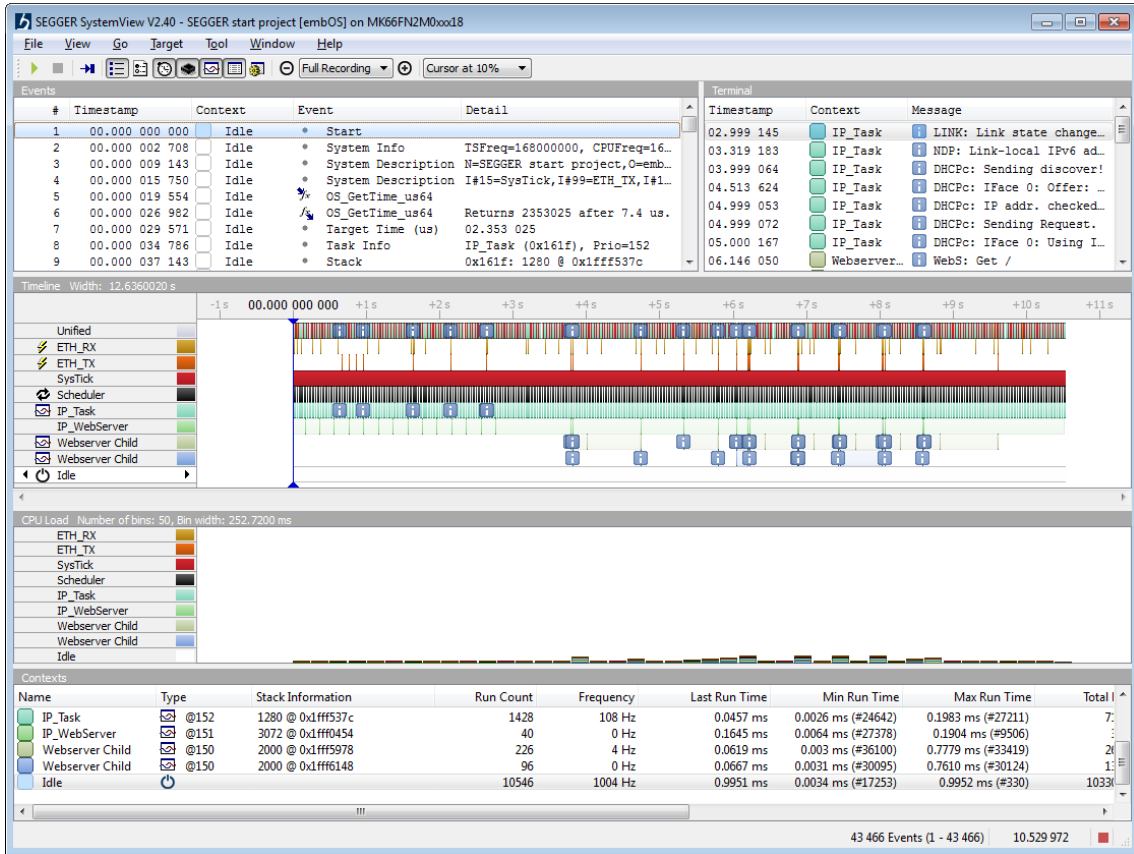 SEGGER SystemView V2.40 - SEGGER start project [embOS] on MK66FN2M0xxx18
File View Go Target Tool Window Help
Full Recording Cursor at 10%
Events
# Timestamp Context Event Detail
1 00.000 000 000 Idle Start
2 00.000 002 708 Idle System Info TSFreq=168000000, CPUFreq=16…
3 00.000 009 143 Idle System Description N=SEGGER start project,O=emb…
4 00.000 015 750 Idle System Description I#15=SysTick,I#99=ETH_TX,I#1…
5 00.000 019 554 Idle OS_GetTime_us64
6 00.000 026 982 Idle OS_GetTime_us64 Returns 2353025 after 7.4 us.
7 00.000 029 571 Idle Target Time (us) 02.353 025
8 00.000 034 786 Idle Task Info IP_Task (0x161f), Prio=152
9 00.000 037 143 Idle Stack 0x161f: 1280 @ 0x1fff537c
Terminal
Timestamp Context Message
02.999 145 IP_Task LINK: Link state change…
03.319 183 IP_Task NDP: Link-local IPv6 ad…
03.999 064 IP_Task DHCPc: Sending discover!
04.513 624 IP_Task DHCPc: IFace 0: Offer: …
04.999 053 IP_Task DHCPc: IP addr. checked…
04.999 072 IP_Task DHCPc: Sending Request.
05.000 167 IP_Task DHCPc: IFace 0: Using I…
06.146 050 Webserver… WebS: Get /
Timeline Width: 12.6360020 s
-1 s 00.000 000 000 +1 s +2 s +3 s +4 s +5 s +6 s +7 s +8 s +9 s +10 s +11 s
Unified
ETH_RX
ETH_TX
SysTick
Scheduler
IP_Task
IP_WebServer
Webserver Child
Webserver Child
Idle
CPU Load Number of bins: 50, Bin width: 252.7200 ms
ETH_RX
ETH_TX
SysTick
Scheduler
IP_Task
IP_WebServer
Webserver Child
Webserver Child
Idle
Contexts
Name Type Stack Information Run Count Frequency Last Run Time Min Run Time Max Run Time Total
IP_Task @152 1280 @ 0x1fff537c 1428 108 Hz 0.0457 ms 0.0026 ms (#24642) 0.1983 ms (#27211)
IP_WebServer @151 3072 @ 0x1fff0454 40 0 Hz 0.1645 ms 0.0064 ms (#27378) 0.1904 ms (#9506)
Webserver Child @150 2000 @ 0x1fff5978 226 4 Hz 0.0619 ms 0.003 ms (#36100) 0.7779 ms (#33419)
Webserver Child @150 2000 @ 0x1fff6148 96 0 Hz 0.0667 ms 0.0031 ms (#30095) 0.7610 ms (#30124)
Idle 10546 1004 Hz 0.9951 ms 0.0034 ms (#17253) 0.9952 ms (#330) 1033
43 466 Events (1 - 43 466) 10.529 972